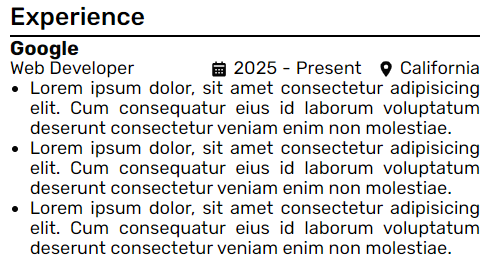 Experience
Google
Web Developer 2025 - Present California
• Lorem ipsum dolor, sit amet consectetur adipisicing
elit. Cum consequatur eius id laborum voluptatum
deserunt consectetur veniam enim non molestiae.
• Lorem ipsum dolor, sit amet consectetur adipisicing
elit. Cum consequatur eius id laborum voluptatum
deserunt consectetur veniam enim non molestiae.
• Lorem ipsum dolor, sit amet consectetur adipisicing
elit. Cum consequatur eius id laborum voluptatum
deserunt consectetur veniam enim non molestiae.